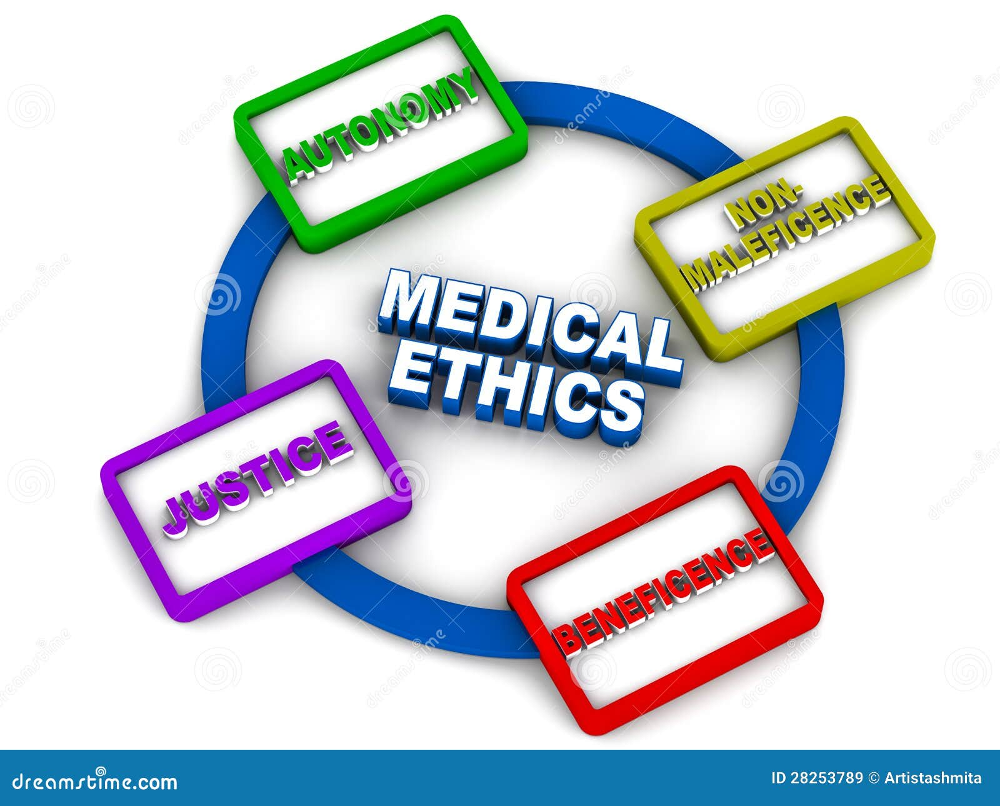 AUTONOMY
NON-
MALEFICENCE
MEDICAL
ETHICS
JUSTICE
BENEFICENCE
dreamstime.com
ID 28253789 © Artistashmita